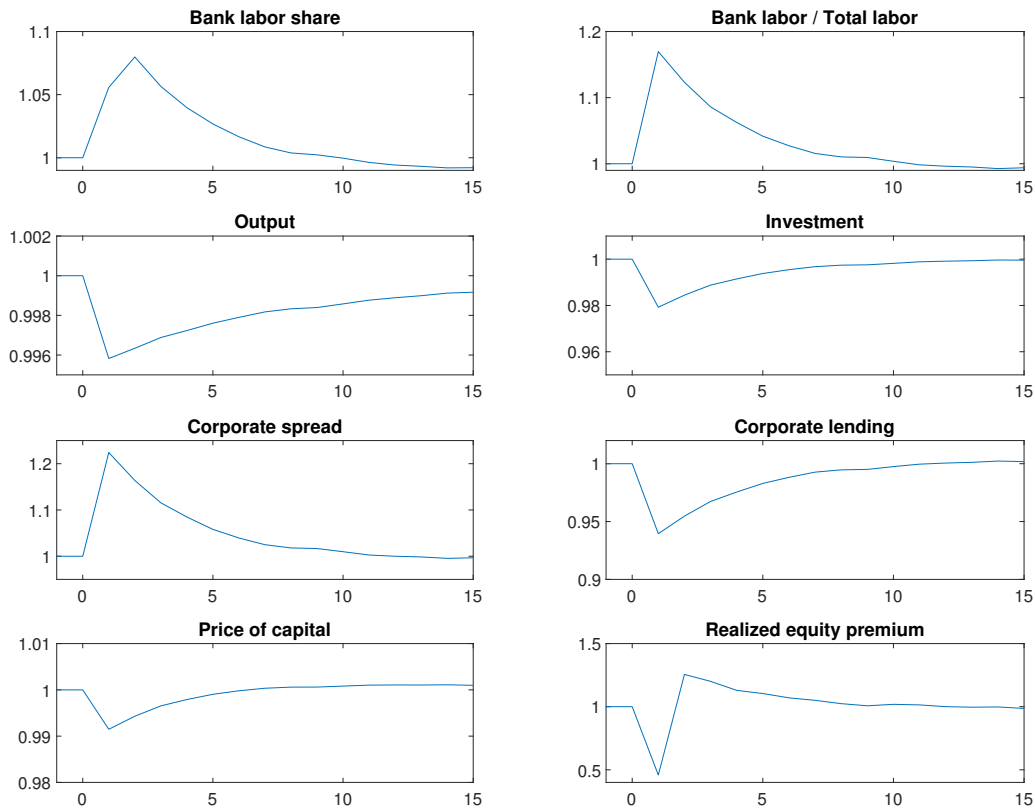 Bank labor share
1.1
1.05
1
0 5 10 15
Bank labor / Total labor
1.2
1.1
1
0 5 10 15
Output
1.002
1
0.998
0.996
0 5 10 15
Investment
1
0.98
0.96
0 5 10 15
Corporate spread
1.2
1.1
1
0 5 10 15
Corporate lending
1
0.95
0.9
0 5 10 15
Price of capital
1.01
1
0.99
0.98
0 5 10 15
Realized equity premium
1.5
1
0.5
0 5 10 15